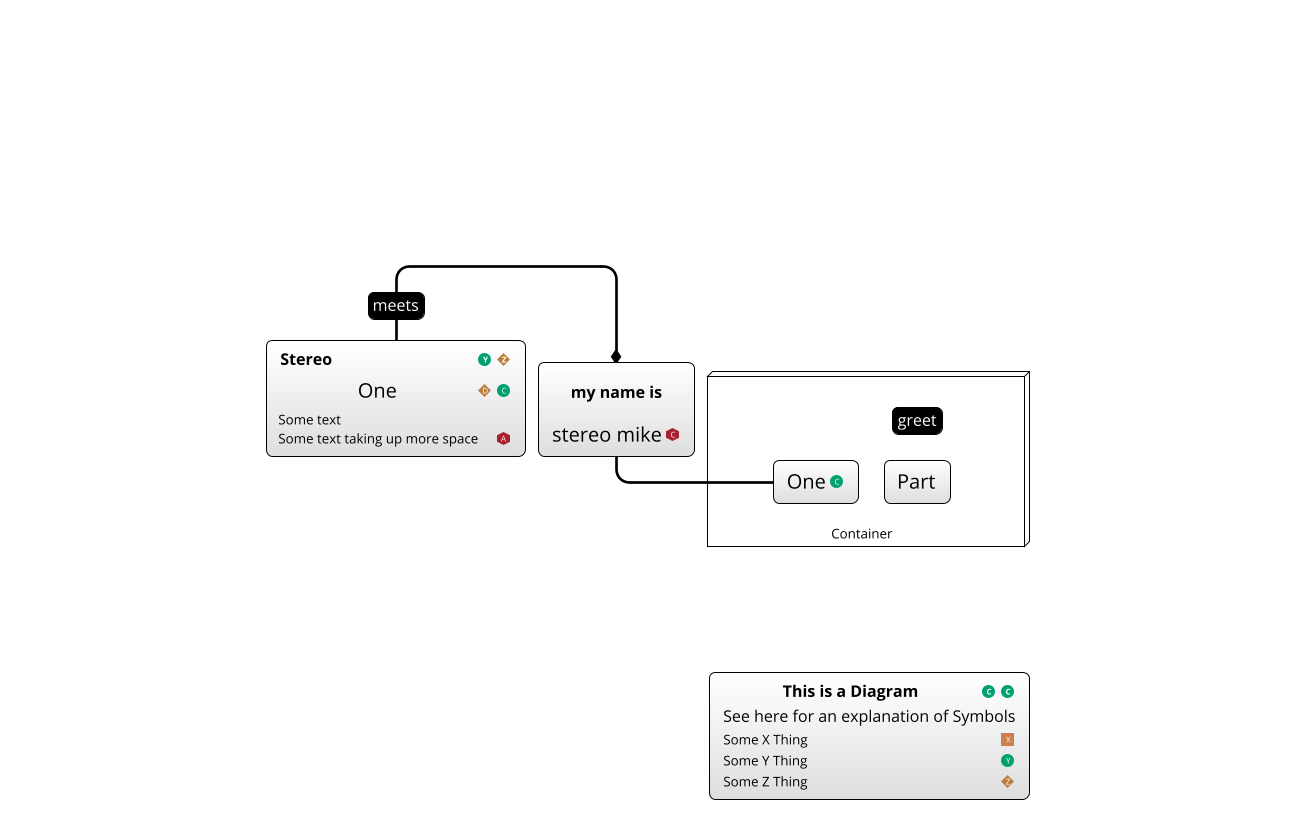 meets
Stereo Y Z
One D C
Some text
Some text taking up more space A
my name is
stereo mike C
greet
One C
Part
Container
This is a Diagram C C
See here for an explanation of Symbols
Some X Thing X
Some Y Thing Y
Some Z Thing Z